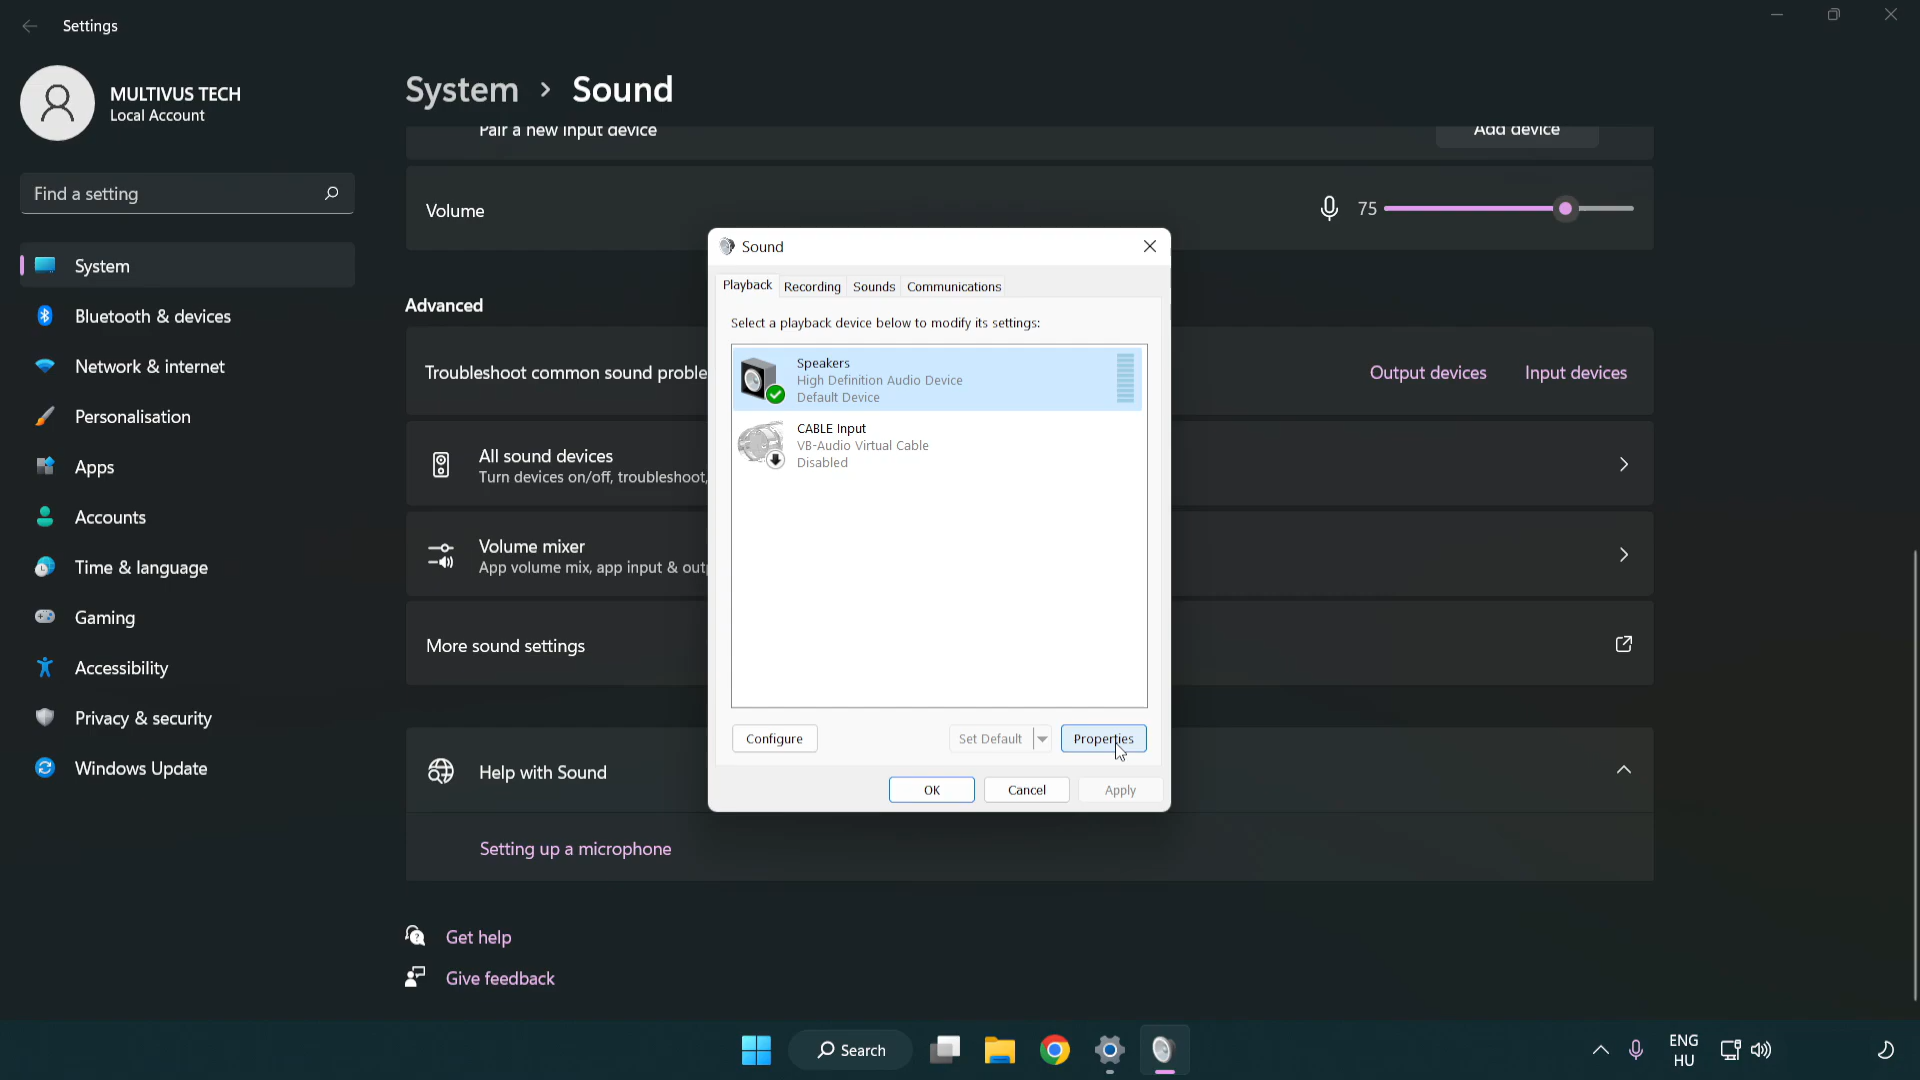 Settings
MULTIVUS TECH
Local Account
Find a setting
System
Bluetooth & devices
Network & internet
Personalisation
Apps
Accounts
Time & language
Gaming
Accessibility
Privacy & security
Windows Update
System > Sound
Pair a new input device
Add device
Volume
75
Advanced
Troubleshoot common sound proble
Output devices
Input devices
All sound devices
Turn devices on/off, troubleshoot,
Volume mixer
App volume mix, app input & out
More sound settings
Help with Sound
Setting up a microphone
Get help
Give feedback
Sound
Playback
Recording
Sounds
Communications
Select a playback device below to modify its settings:
Speakers
High Definition Audio Device
Default Device
CABLE Input
VB-Audio Virtual Cable
Disabled
Configure
Set Default
Properties
OK
Cancel
Apply
Search
ENG
HU